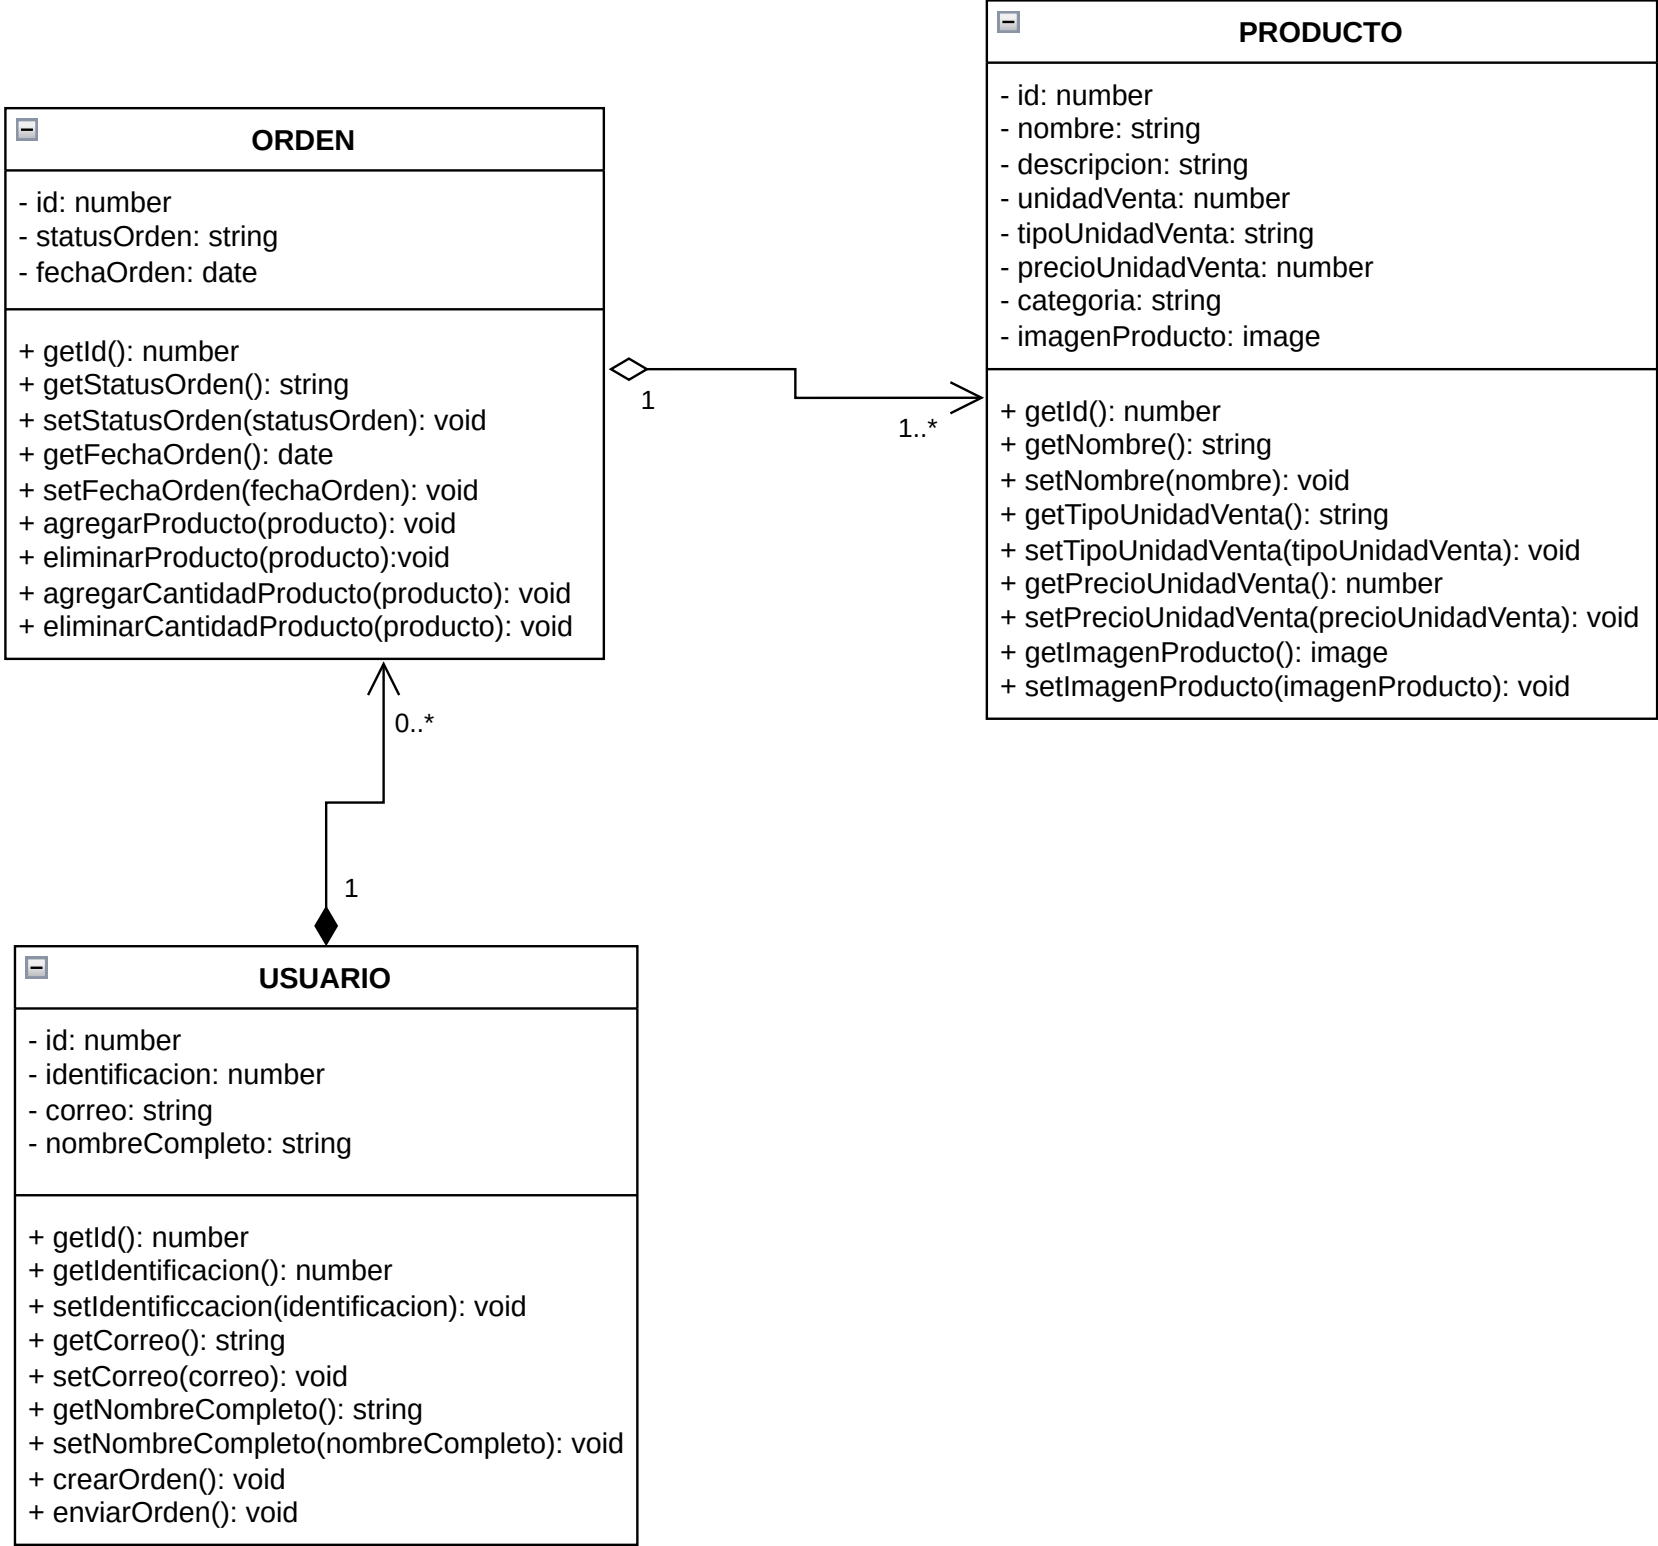 ORDEN
- id: number
- statusOrden: string
- fechaOrden: date
+ getId(): number
+ getStatusOrden(): string
+ setStatusOrden(statusOrden): void
+ getFechaOrden(): date
+ setFechaOrden(fechaOrden): void
+ agregarProducto(producto): void
+ eliminarProducto(producto):void
+ agregarCantidadProducto(producto): void
+ eliminarCantidadProducto(producto): void
1
1..*
PRODUCTO
- id: number
- nombre: string
- descripcion: string
- unidadVenta: number
- tipoUnidadVenta: string
- precioUnidadVenta: number
- categoria: string
- imagenProducto: image
+ getId(): number
+ getNombre(): string
+ setNombre(nombre): void
+ getTipoUnidadVenta(): string
+ setTipoUnidadVenta(tipoUnidadVenta): void
+ getPrecioUnidadVenta(): number
+ setPrecioUnidadVenta(precioUnidadVenta): void
+ getImagenProducto(): image
+ setImagenProducto(imagenProducto): void
0..*
1
USUARIO
- id: number
- identificacion: number
- correo: string
- nombreCompleto: string
+ getId(): number
+ getIdentificacion(): number
+ setIdentificcacion(identificacion): void
+ getCorreo(): string
+ setCorreo(correo): void
+ getNombreCompleto(): string
+ setNombreCompleto(nombreCompleto): void
+ crearOrden(): void
+ enviarOrden(): void